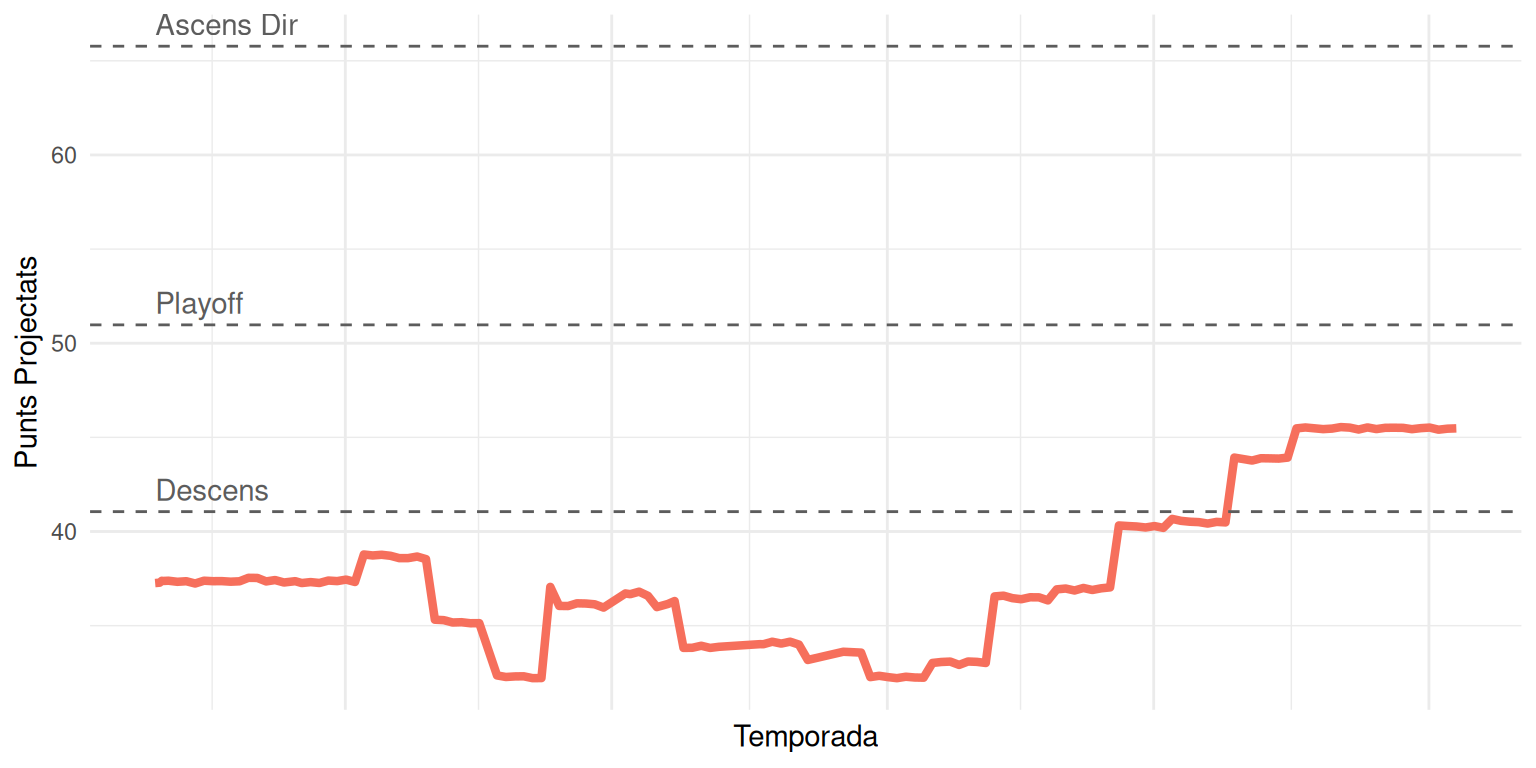 Ascens Dir
60
Playoff
50
Descens
40
Punts Projectats
Temporada